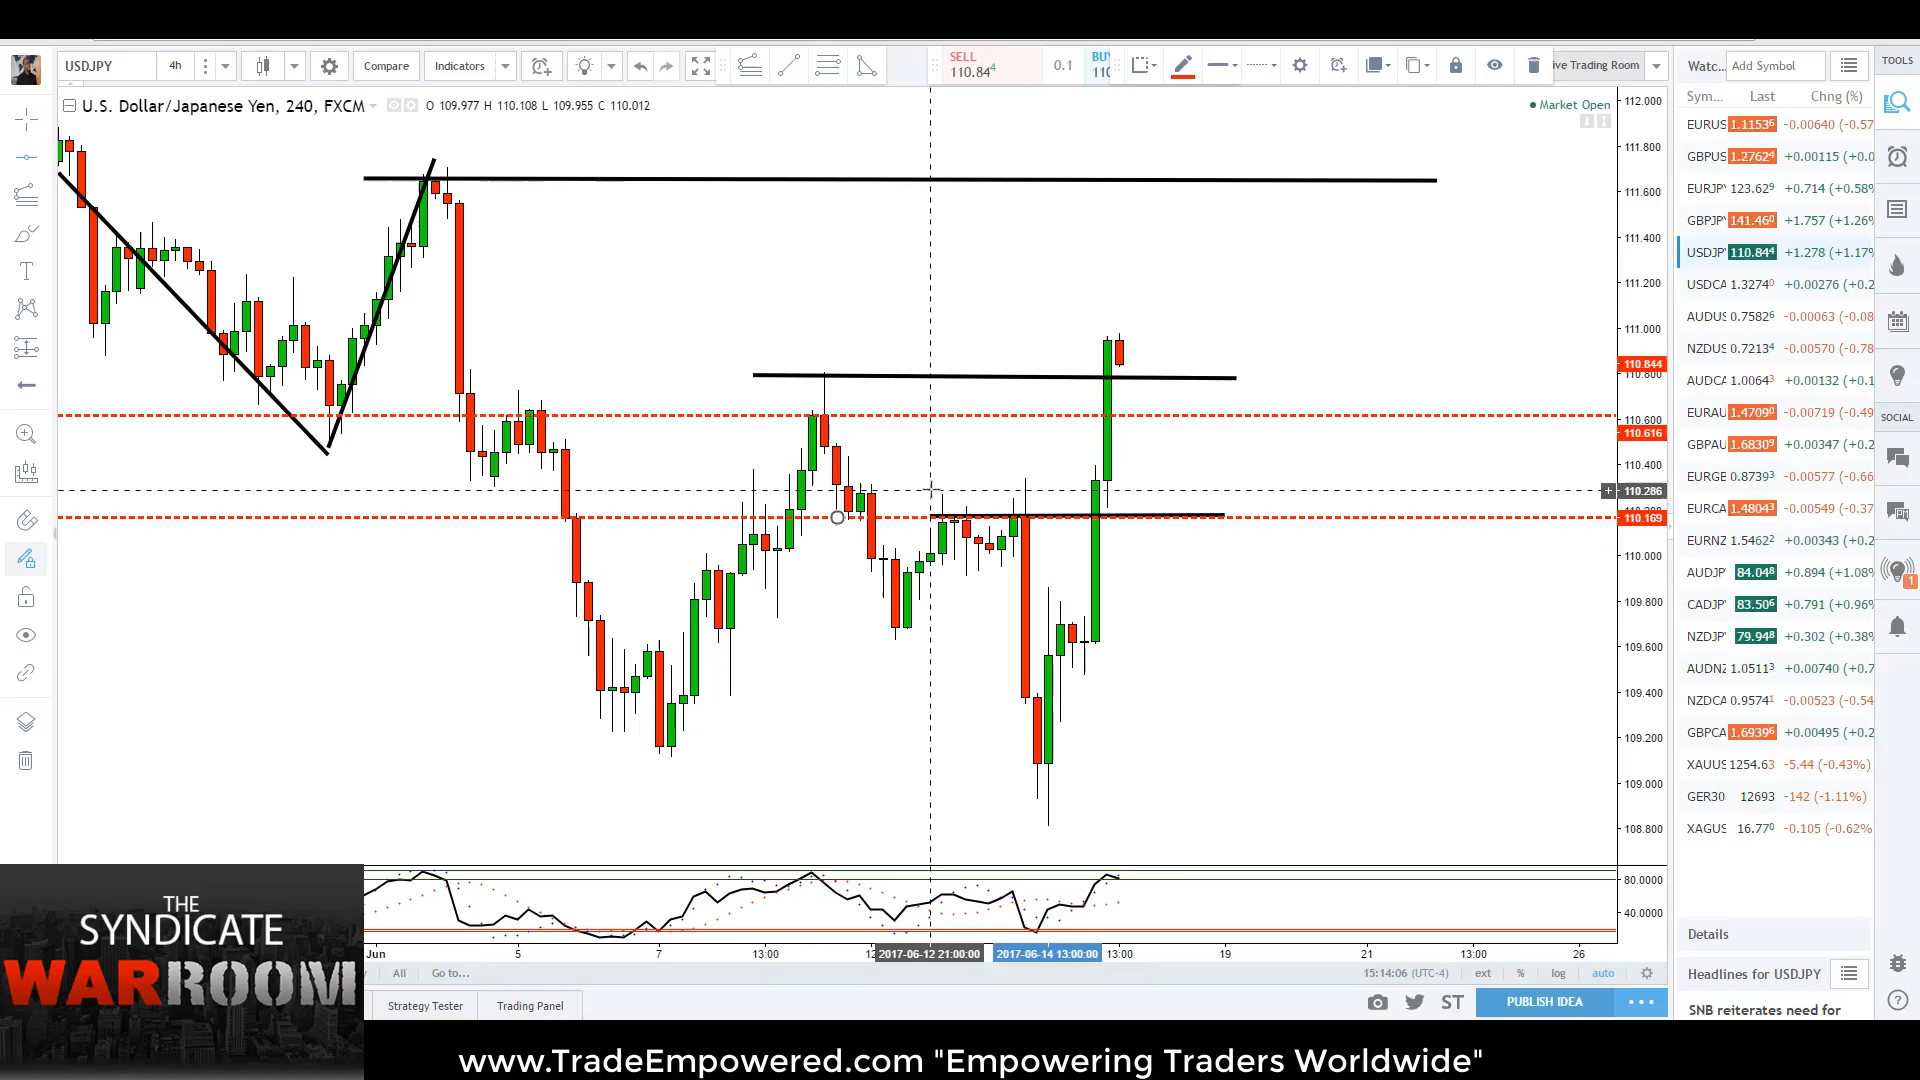 USDJPY
4h
Compare
Indicators
SELL
110.84⁴
0.1
BUY
110
ive Trading Room
Watc...
Add Symbol
TOOLS
U.S. Dollar/Japanese Yen, 240, FXCM
O 109.977 H 110.108 L 109.955 C 110.012
Market Open
Sym... Last Chng (%)
EURUS 1.1153⁶ -0.00640 (-0.57
GBPUS 1.2762⁴ +0.00115 (+0.0
EURJPY 123.62⁹ +0.714 (+0.58%
GBPJP 141.46⁰ +1.757 (+1.26%
USDJP 110.84⁴ +1.278 (+1.17%
USDCA 1.3274⁰ +0.00276 (+0.2
AUDUS 0.7582⁶ -0.00063 (-0.08
NZDUS 0.7213⁴ -0.00570 (-0.78
AUDCA 1.0064³ +0.00132 (+0.1
EURAU 1.4709⁰ -0.00719 (-0.49
GBPAU 1.6830⁹ +0.00347 (+0.2
EURGB 0.8739³ -0.00577 (-0.66
EURCA 1.4804³ -0.00549 (-0.37
EURNZ 1.5462² +0.00343 (+0.2
AUDJP 84.04⁸ +0.894 (+1.08%
CADJP 83.50⁶ +0.791 (+0.96%
NZDJP 79.94⁸ +0.302 (+0.38%
AUDNZ 1.0511³ +0.00740 (+0.7
NZDCA 0.9574¹ -0.00523 (-0.54
GBPCA 1.6939⁶ +0.00495 (+0.2
XAUUS 1254.63 -5.44 (-0.43%)
GER30 12693 -142 (-1.11%)
XAGUS 16.77⁰ -0.105 (-0.62%)
SOCIAL
1
112.000
111.800
111.600
111.400
111.200
111.000
110.844
110.800
110.600
110.616
110.400
110.286
110.169
110.000
109.800
109.600
109.400
109.200
109.000
108.800
80.0000
40.0000
Jun
5
7
13:00
12
2017-06-12 21:00:00
2017-06-14 13:00:00
13:00
19
21
13:00
26
All
Go to...
15:14:06 (UTC-4)
ext
%
log
auto
Strategy Tester
Trading Panel
ST
PUBLISH IDEA
Details
Headlines for USDJPY
SNB reiterates need for
THE
SYNDICATE
WARROOM
www.TradeEmpowered.com "Empowering Traders Worldwide"